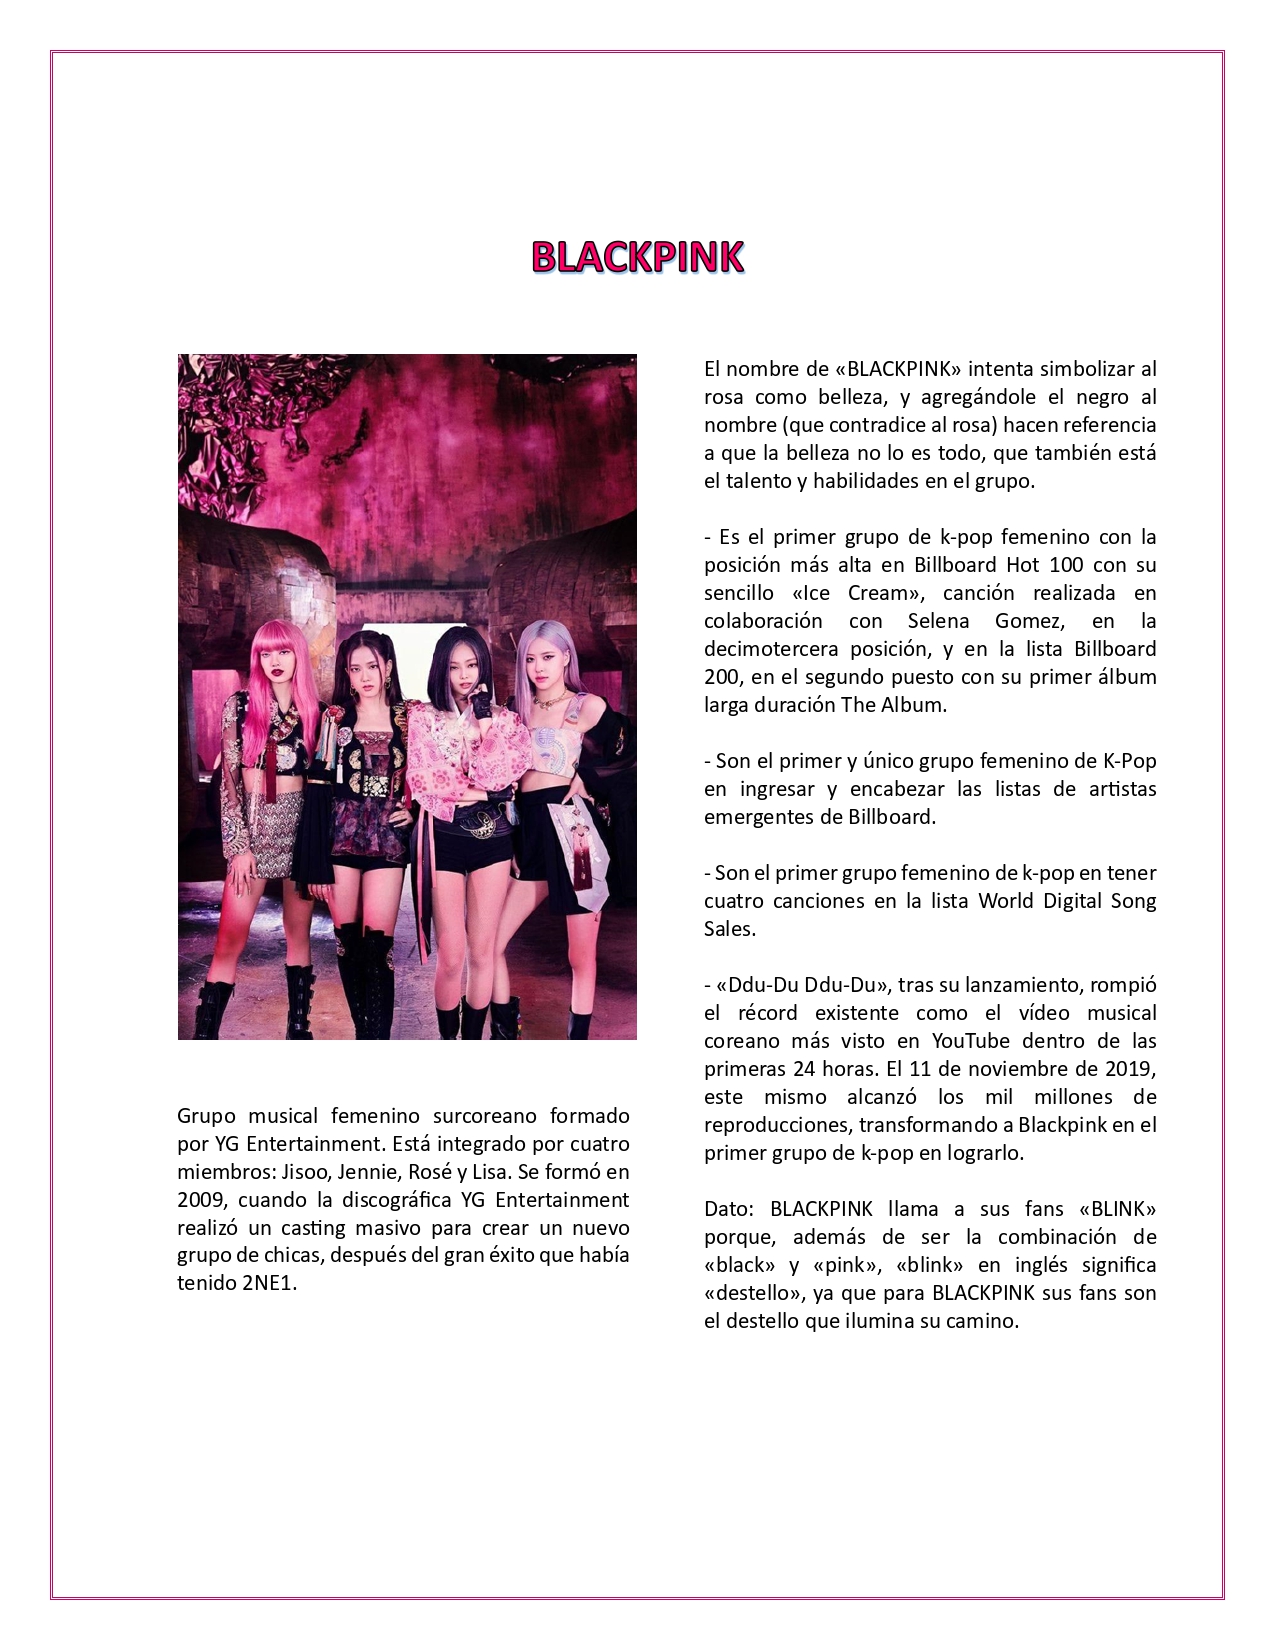 BLACKPINK
Grupo musical femenino surcoreano formado
por YG Entertainment. Está integrado por cuatro
miembros: Jisoo, Jennie, Rosé y Lisa. Se formó en
2009, cuando la discográfica YG Entertainment
realizó un casting masivo para crear un nuevo
grupo de chicas, después del gran éxito que había
tenido 2NE1.
El nombre de «BLACKPINK» intenta simbolizar al
rosa como belleza, y agregándole el negro al
nombre (que contradice al rosa) hacen referencia
a que la belleza no lo es todo, que también está
el talento y habilidades en el grupo.
- Es el primer grupo de k-pop femenino con la
posición más alta en Billboard Hot 100 con su
sencillo «Ice Cream», canción realizada en
colaboración con Selena Gomez, en la
decimotercera posición, y en la lista Billboard
200, en el segundo puesto con su primer álbum
larga duración The Album.
- Son el primer y único grupo femenino de K-Pop
en ingresar y encabezar las listas de artistas
emergentes de Billboard.
- Son el primer grupo femenino de k-pop en tener
cuatro canciones en la lista World Digital Song
Sales.
- «Ddu-Du Ddu-Du», tras su lanzamiento, rompió
el récord existente como el vídeo musical
coreano más visto en YouTube dentro de las
primeras 24 horas. El 11 de noviembre de 2019,
este mismo alcanzó los mil millones de
reproducciones, transformando a Blackpink en el
primer grupo de k-pop en lograrlo.
Dato: BLACKPINK llama a sus fans «BLINK»
porque, además de ser la combinación de
«black» y «pink», «blink» en inglés significa
«destello», ya que para BLACKPINK sus fans son
el destello que ilumina su camino.